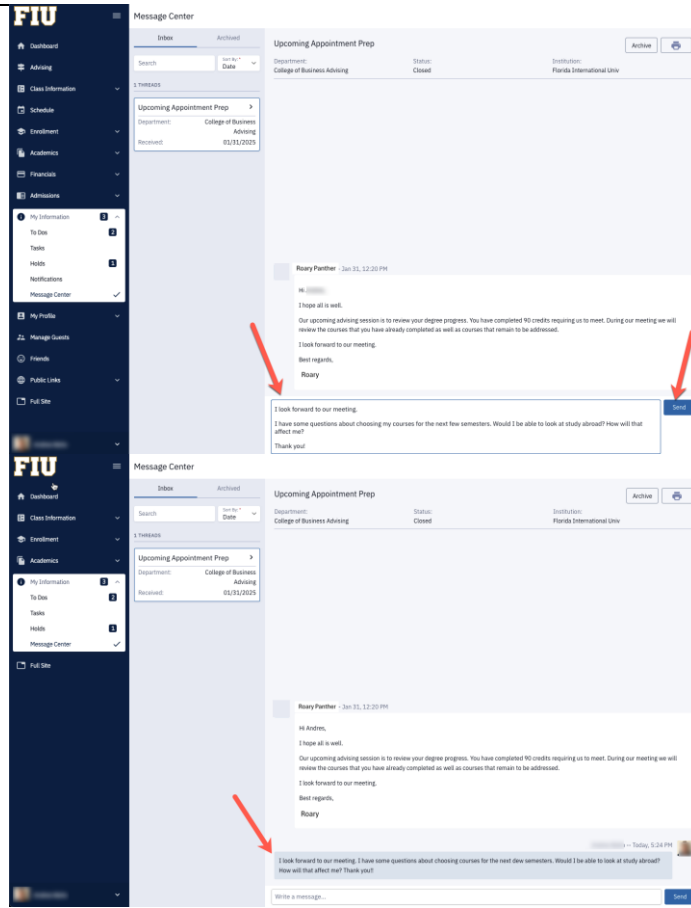 FIU
Message Center
Inbox
Archived
Upcoming Appointment Prep
Archive
Dashboard
Advising
Class Information
Schedule
Enrollment
Academics
Financials
Admissions
My Information 3
To Dos 2
Tasks
Holds 1
Notifications
Message Center
My Profile
Manage Guests
Friends
Public Links
Full Site
Search
Sort By: *
Date
1 THREADS
Upcoming Appointment Prep
Department: College of Business
Advising
Received: 01/31/2025
Department:
College of Business Advising
Status:
Closed
Institution:
Florida International Univ
Roary Panther - Jan 31, 12:20 PM
Hi
I hope all is well.
Our upcoming advising session is to review your degree progress. You have completed 90 credits requiring us to meet. During our meeting we will
review the courses that you have already completed as well as courses that remain to be addressed.
I look forward to our meeting.
Best regards,
Roary
I look forward to our meeting.
I have some questions about choosing my courses for the next few semesters. Would I be able to look at study abroad? How will that
affect me?
Thank you!
Send
FIU
Message Center
Inbox
Archived
Upcoming Appointment Prep
Archive
Dashboard
Class Information
Enrollment
Academics
My Information 3
To Dos 2
Tasks
Holds 1
Message Center
Full Site
Search
Sort By: *
Date
1 THREADS
Upcoming Appointment Prep
Department: College of Business
Advising
Received: 01/31/2025
Department:
College of Business Advising
Status:
Closed
Institution:
Florida International Univ
Roary Panther - Jan 31, 12:20 PM
Hi Andres,
I hope all is well.
Our upcoming advising session is to review your degree progress. You have completed 90 credits requiring us to meet. During our meeting we will
review the courses that you have already completed as well as courses that remain to be addressed.
I look forward to our meeting.
Best regards,
Roary
-- Today, 5:24 PM
I look forward to our meeting. I have some questions about choosing courses for the next dew semesters. Would I be able to look at study abroad?
How will that affect me? Thank you!!
Write a message...
Send